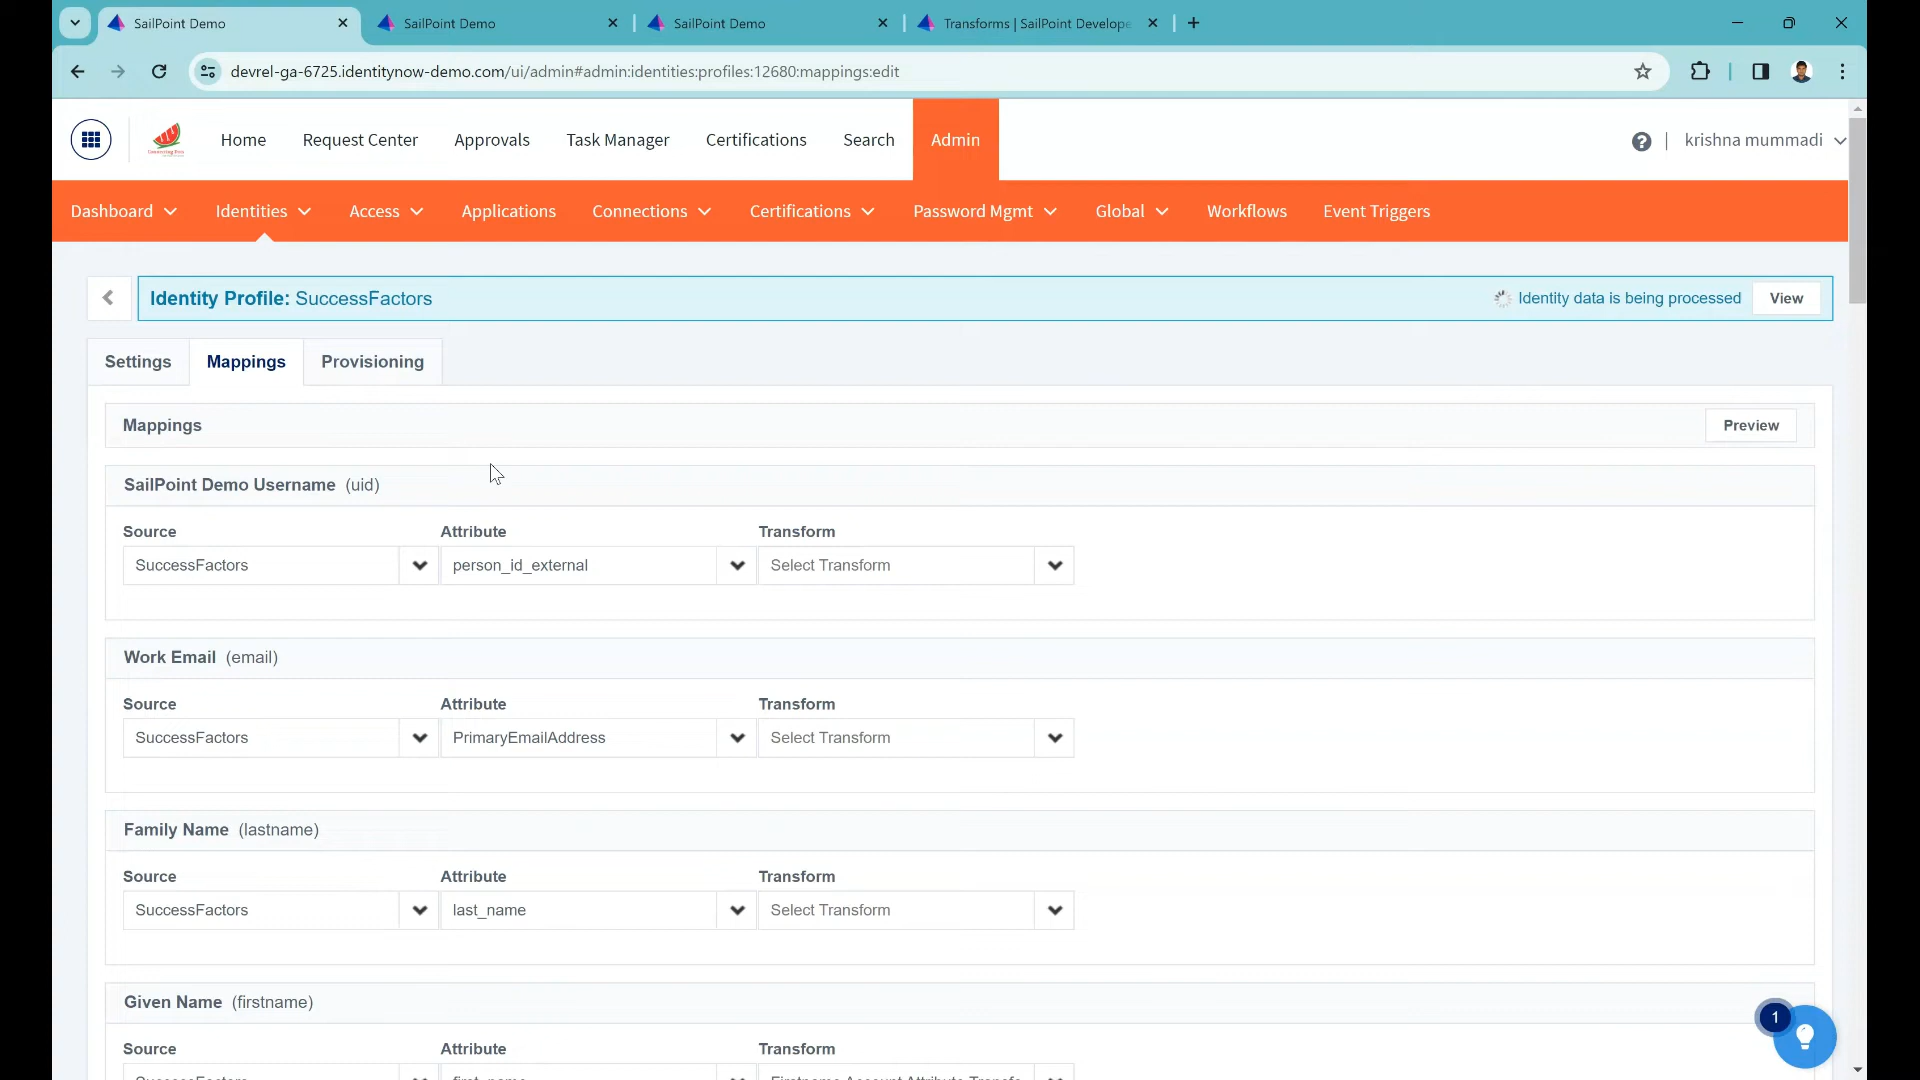 SailPoint Demo
SailPoint Demo
SailPoint Demo
Transforms | SailPoint Develope
devrel-ga-6725.identitynow-demo.com/ui/admin#admin:identities:profiles:12680:mappings:edit
Home
Request Center
Approvals
Task Manager
Certifications
Search
Admin
krishna mummadi
Dashboard
Identities
Access
Applications
Connections
Certifications
Password Mgmt
Global
Workflows
Event Triggers
Identity Profile: SuccessFactors
Identity data is being processed
View
Settings
Mappings
Provisioning
Mappings
Preview
SailPoint Demo Username (uid)
Source
Attribute
Transform
SuccessFactors
person_id_external
Select Transform
Work Email (email)
Source
Attribute
Transform
SuccessFactors
PrimaryEmailAddress
Select Transform
Family Name (lastname)
Source
Attribute
Transform
SuccessFactors
last_name
Select Transform
Given Name (firstname)
1
Source
Attribute
Transform
SuccessFactors
first_name